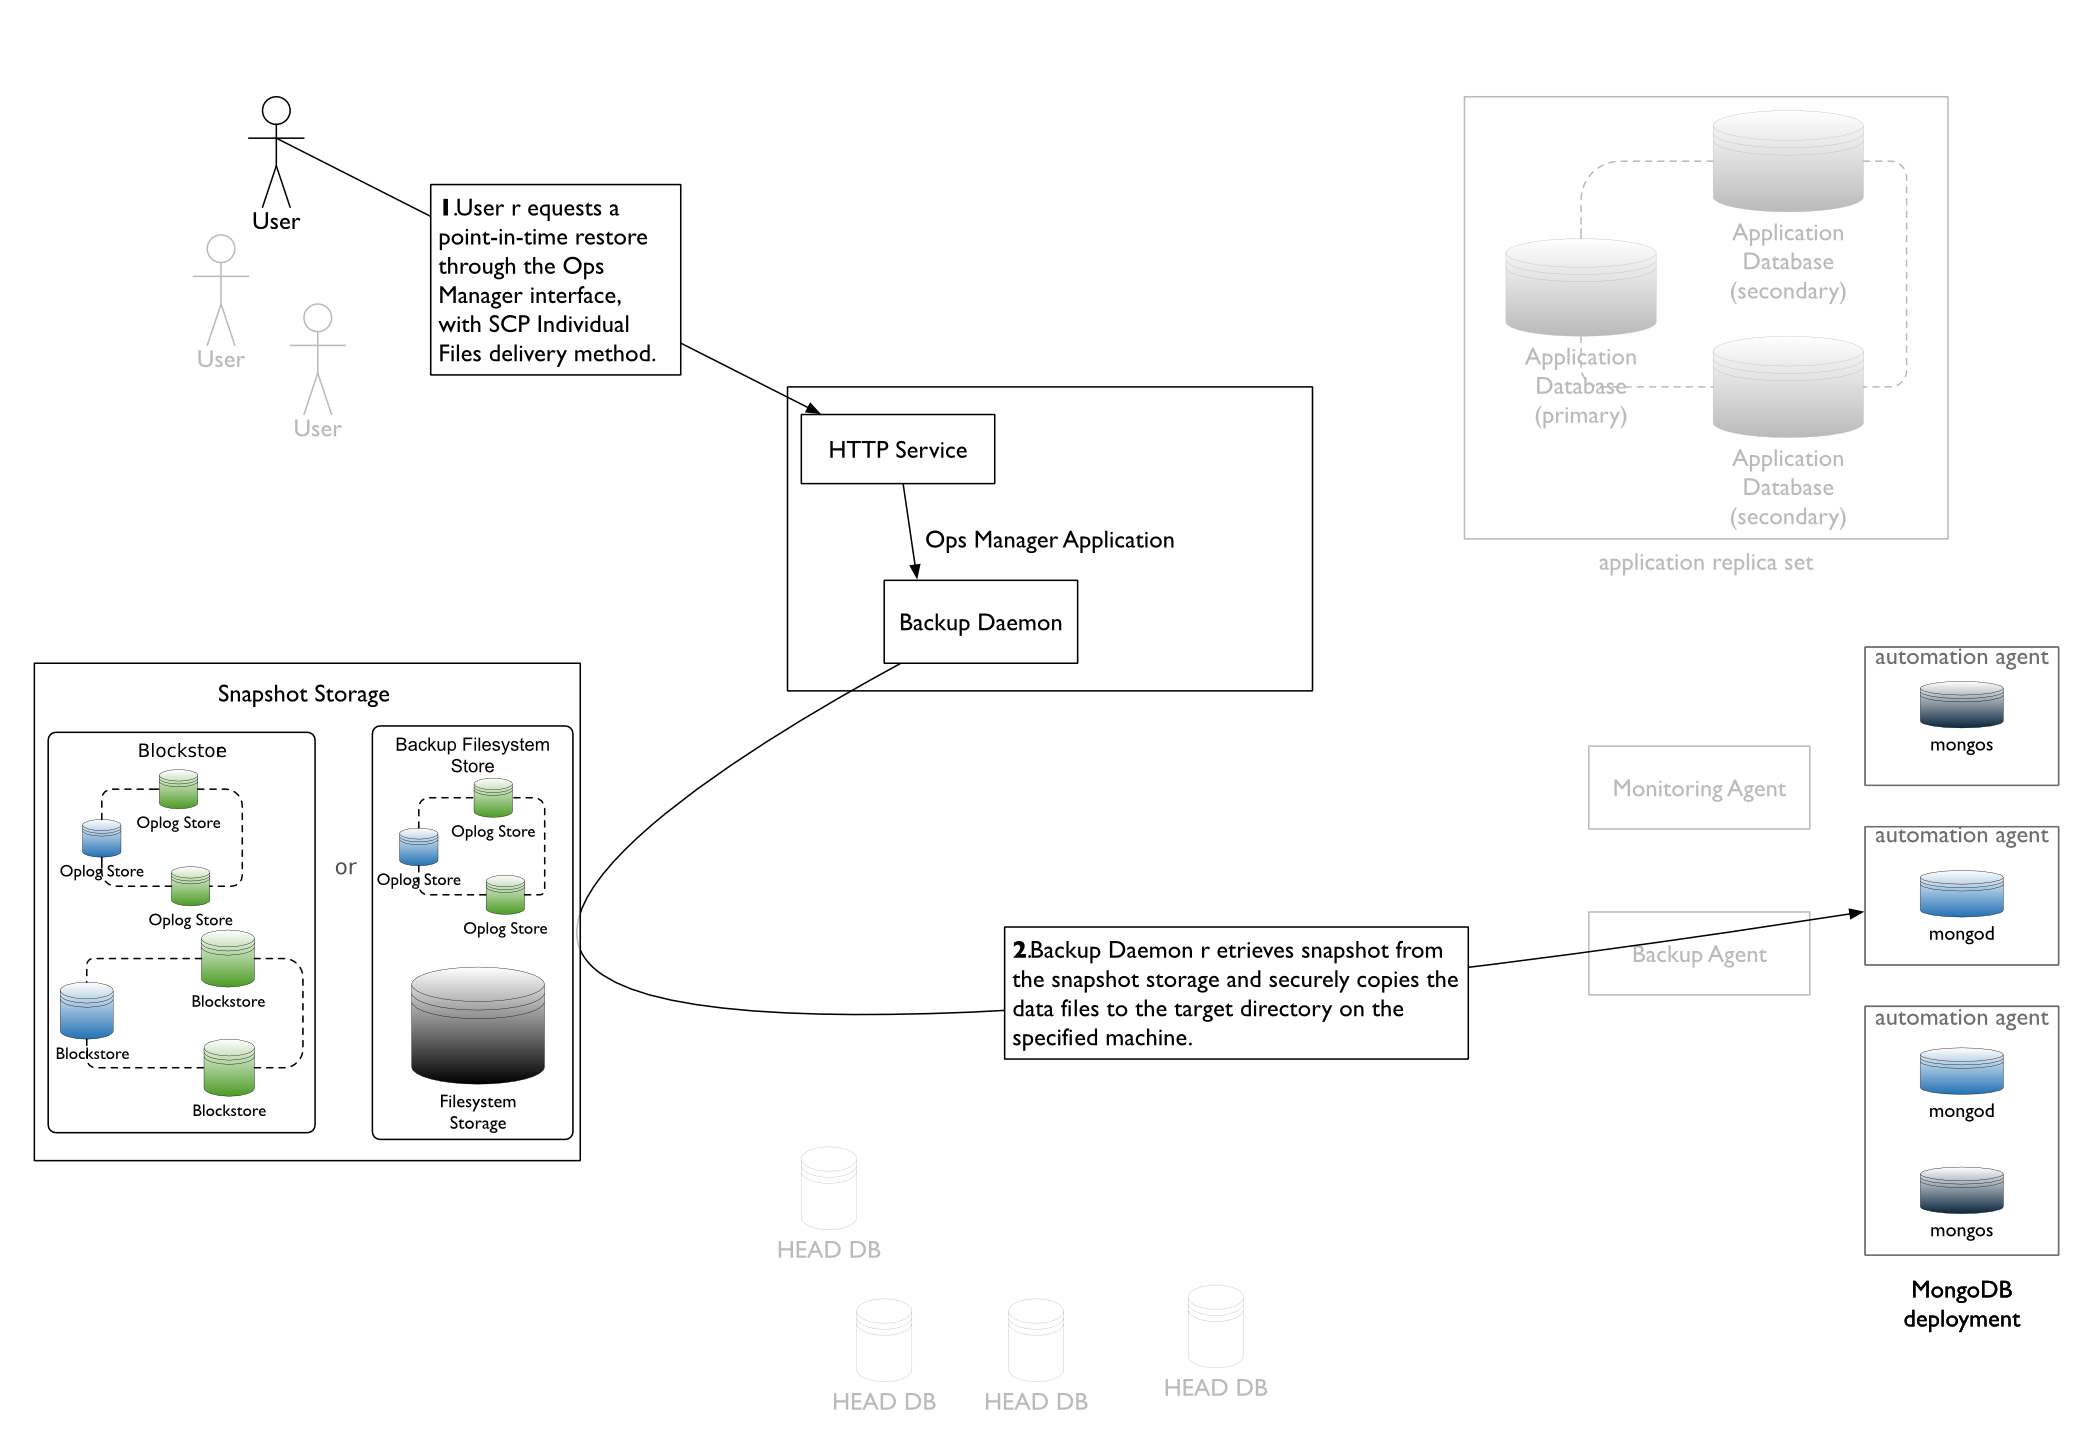 User
User
User
1.User r equests a
point-in-time restore
through the Ops
Manager interface,
with SCP Individual
Files delivery method.
HTTP Service
Ops Manager Application
Backup Daemon
Application
Database
(secondary)
Application
Database
(primary)
Application
Database
(secondary)
application replica set
Snapshot Storage
Blockstore
Oplog Store
Oplog Store
Oplog Store
Blockstore
Blockstore
Blockstore
or
Backup Filesystem
Store
Oplog Store
Oplog Store
Oplog Store
Filesystem
Storage
2.Backup Daemon r etrieves snapshot from
the snapshot storage and securely copies the
data files to the target directory on the
specified machine.
Monitoring Agent
Backup Agent
automation agent
mongos
automation agent
mongod
automation agent
mongod
mongos
MongoDB
deployment
HEAD DB
HEAD DB
HEAD DB
HEAD DB